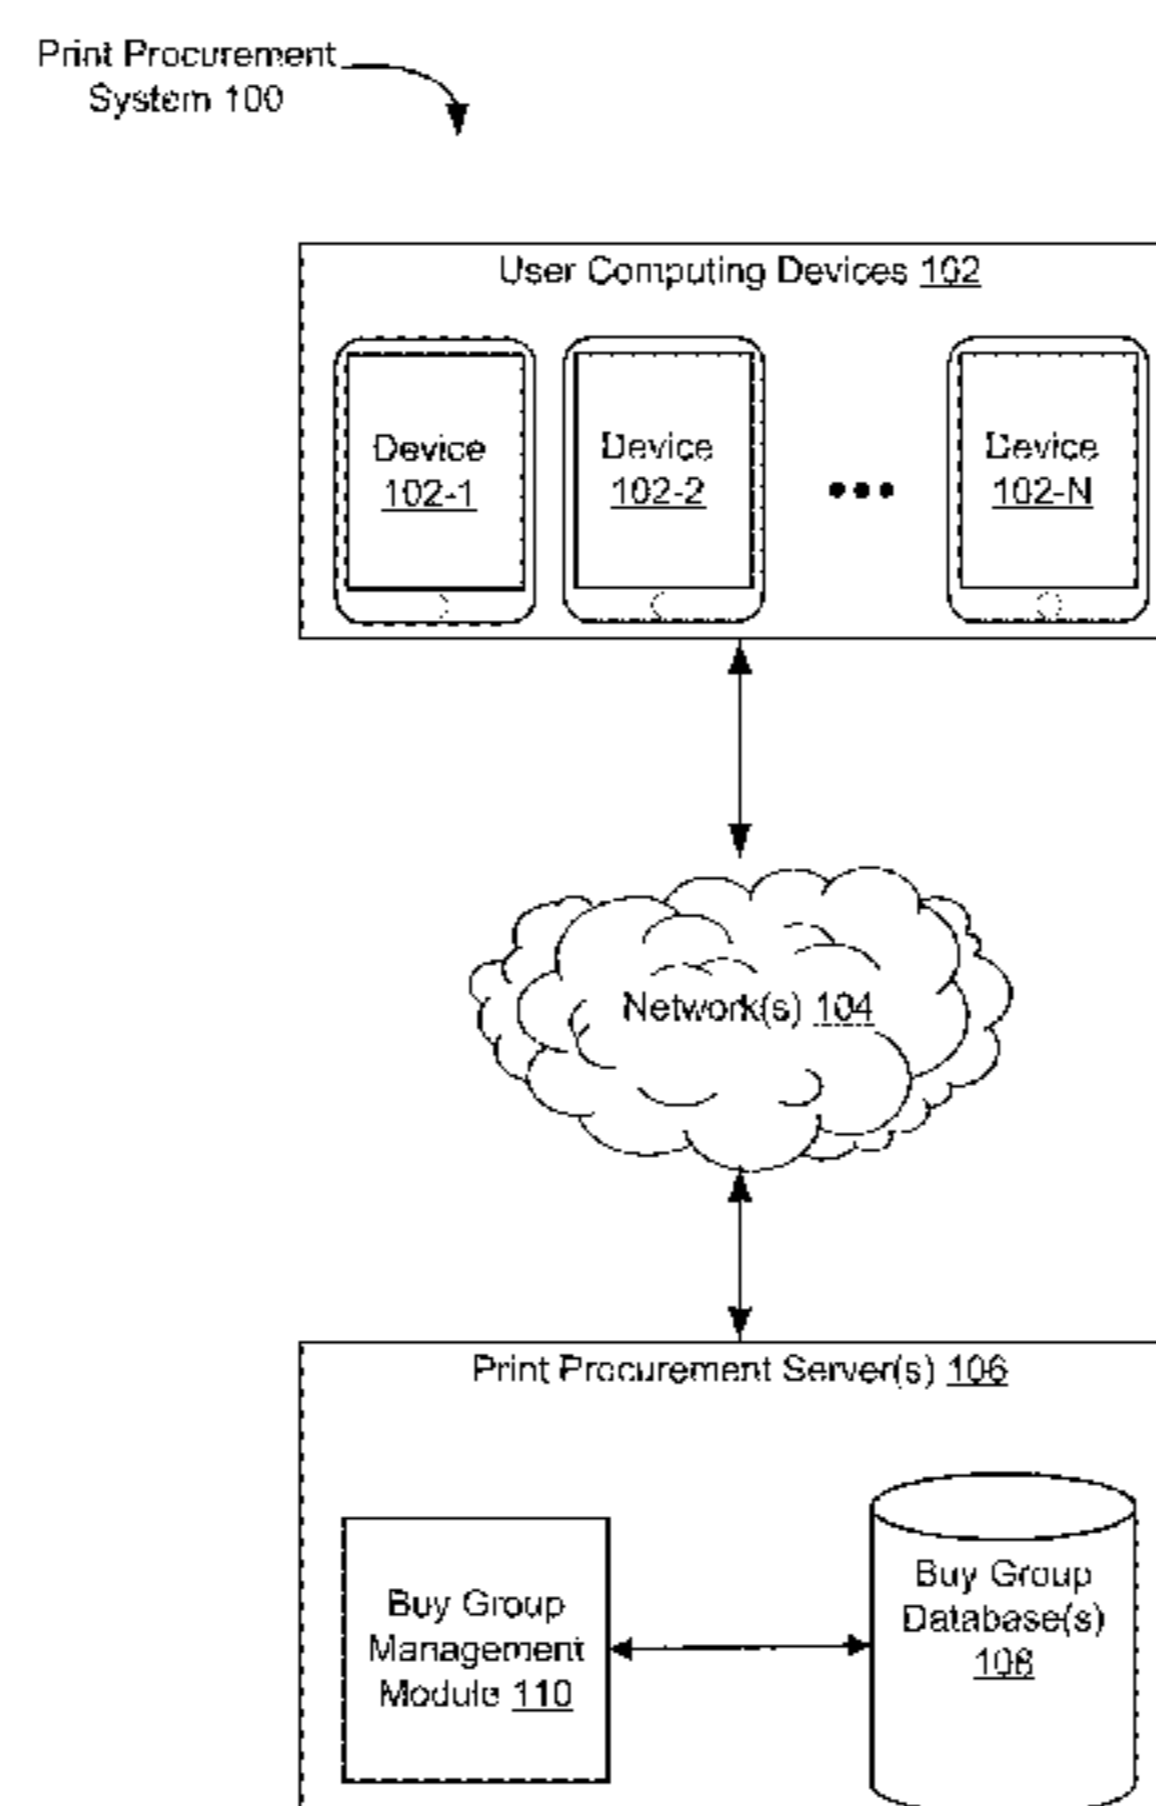 Print Procurement
System 100
User Computing Devices 102
Device
102-1
Device
102-2
Device
102-N
Network(s) 104
Print Procurement Server(s) 106
Buy Group
Management
Module 110
Buy Group
Database(s)
108